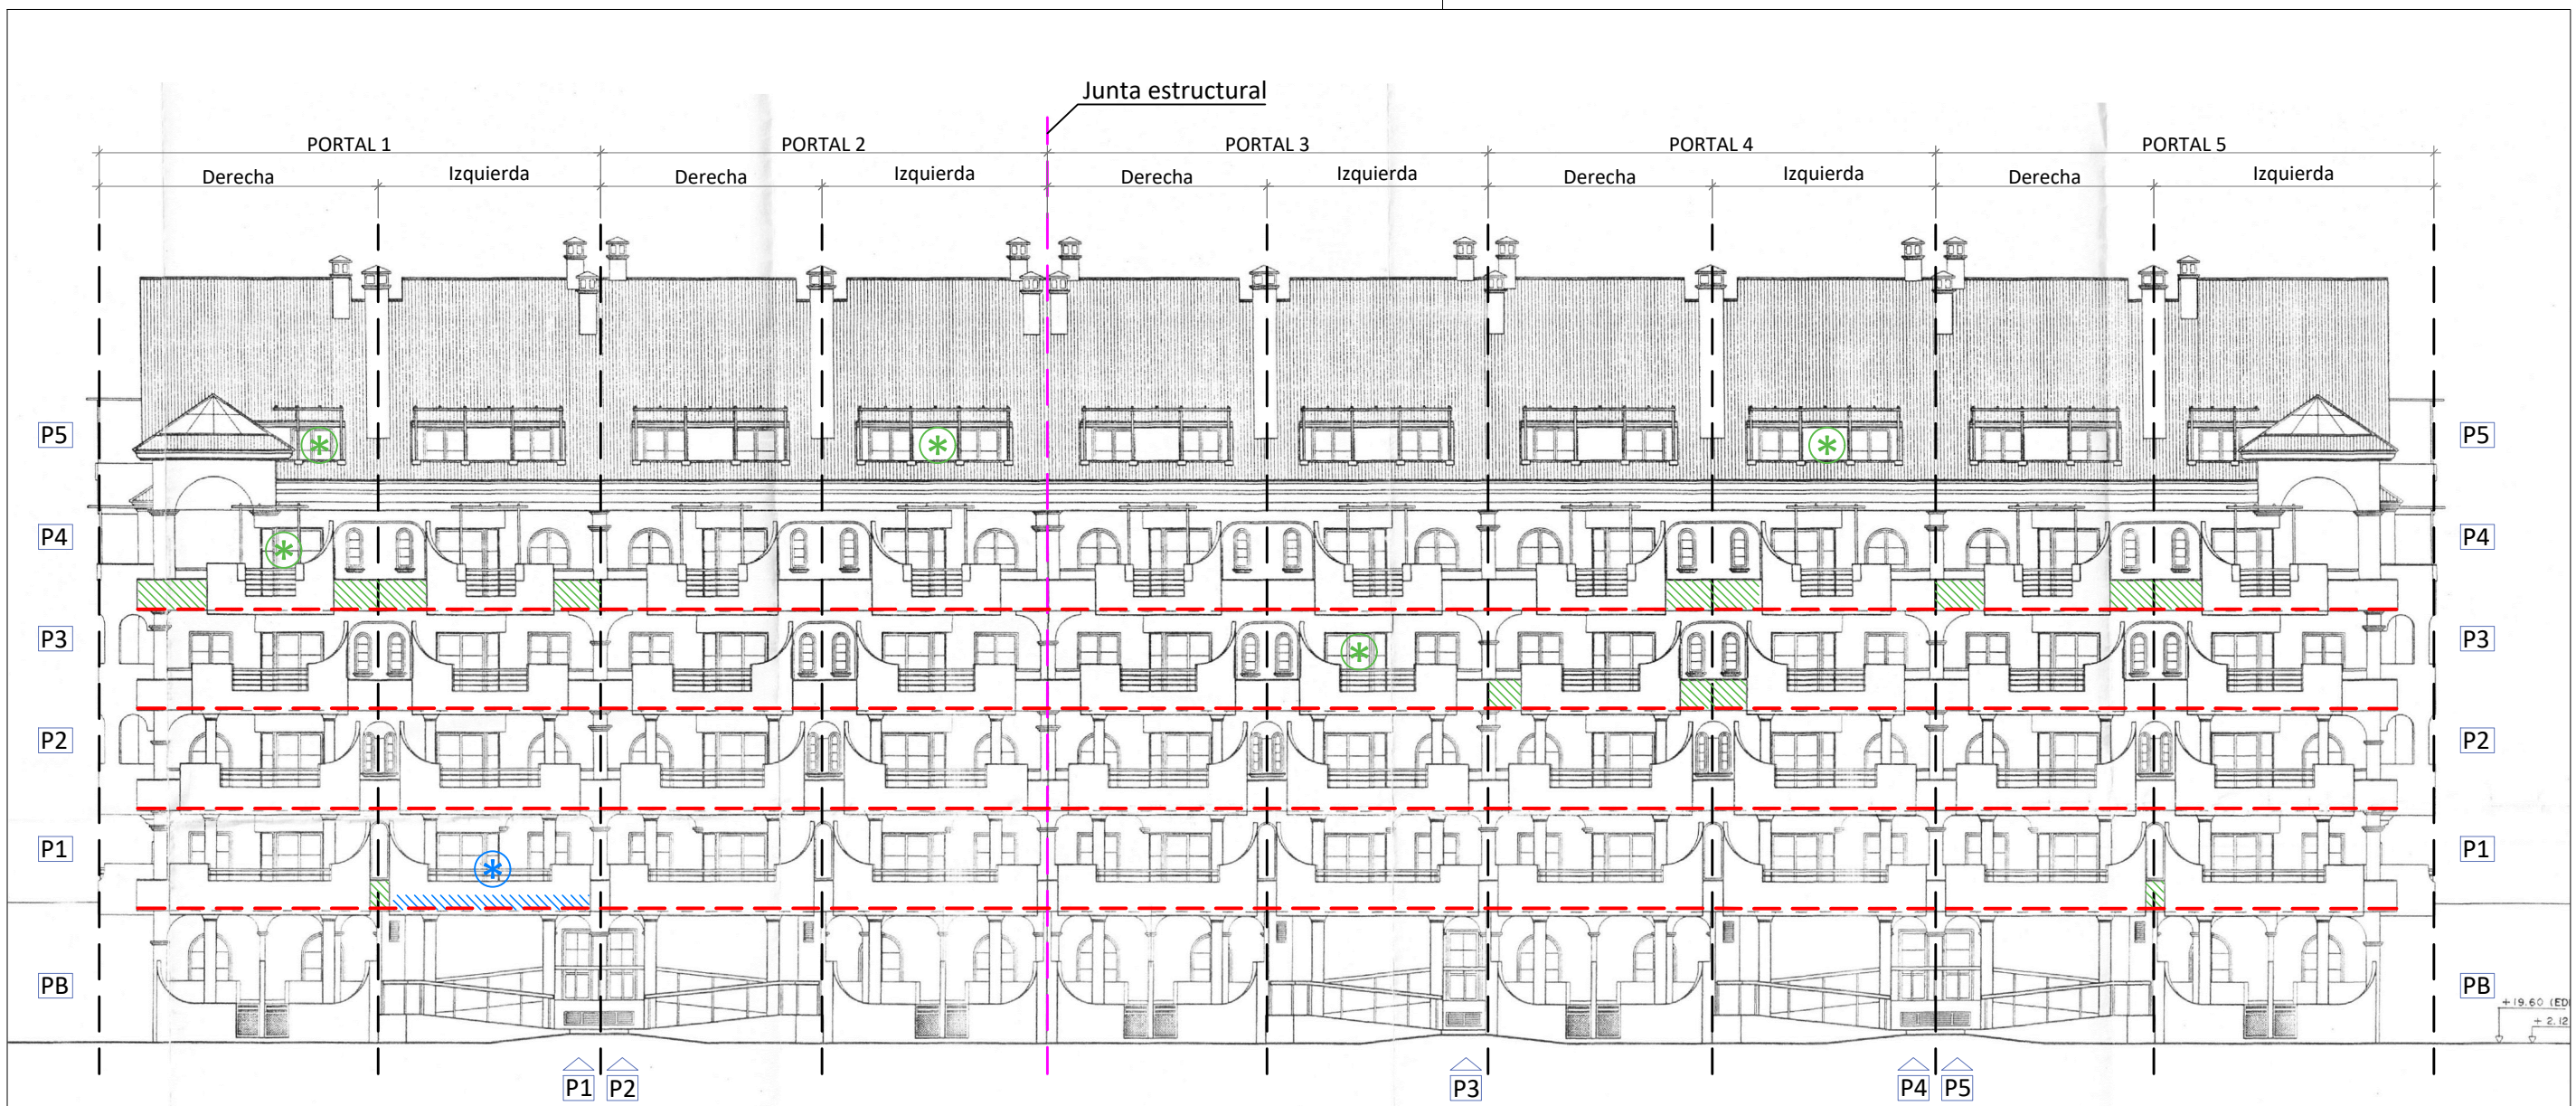 Junta estructural
PORTAL 1 PORTAL 2 PORTAL 3 PORTAL 4 PORTAL 5
Derecha Izquierda Derecha Izquierda Derecha Izquierda Derecha Izquierda Derecha Izquierda
P5 P5
P4 P4
P3 P3
P2 P2
P1 P1
PB PB
+19.60 (ED
+ 2.12
P1 P2 P3 P4 P5